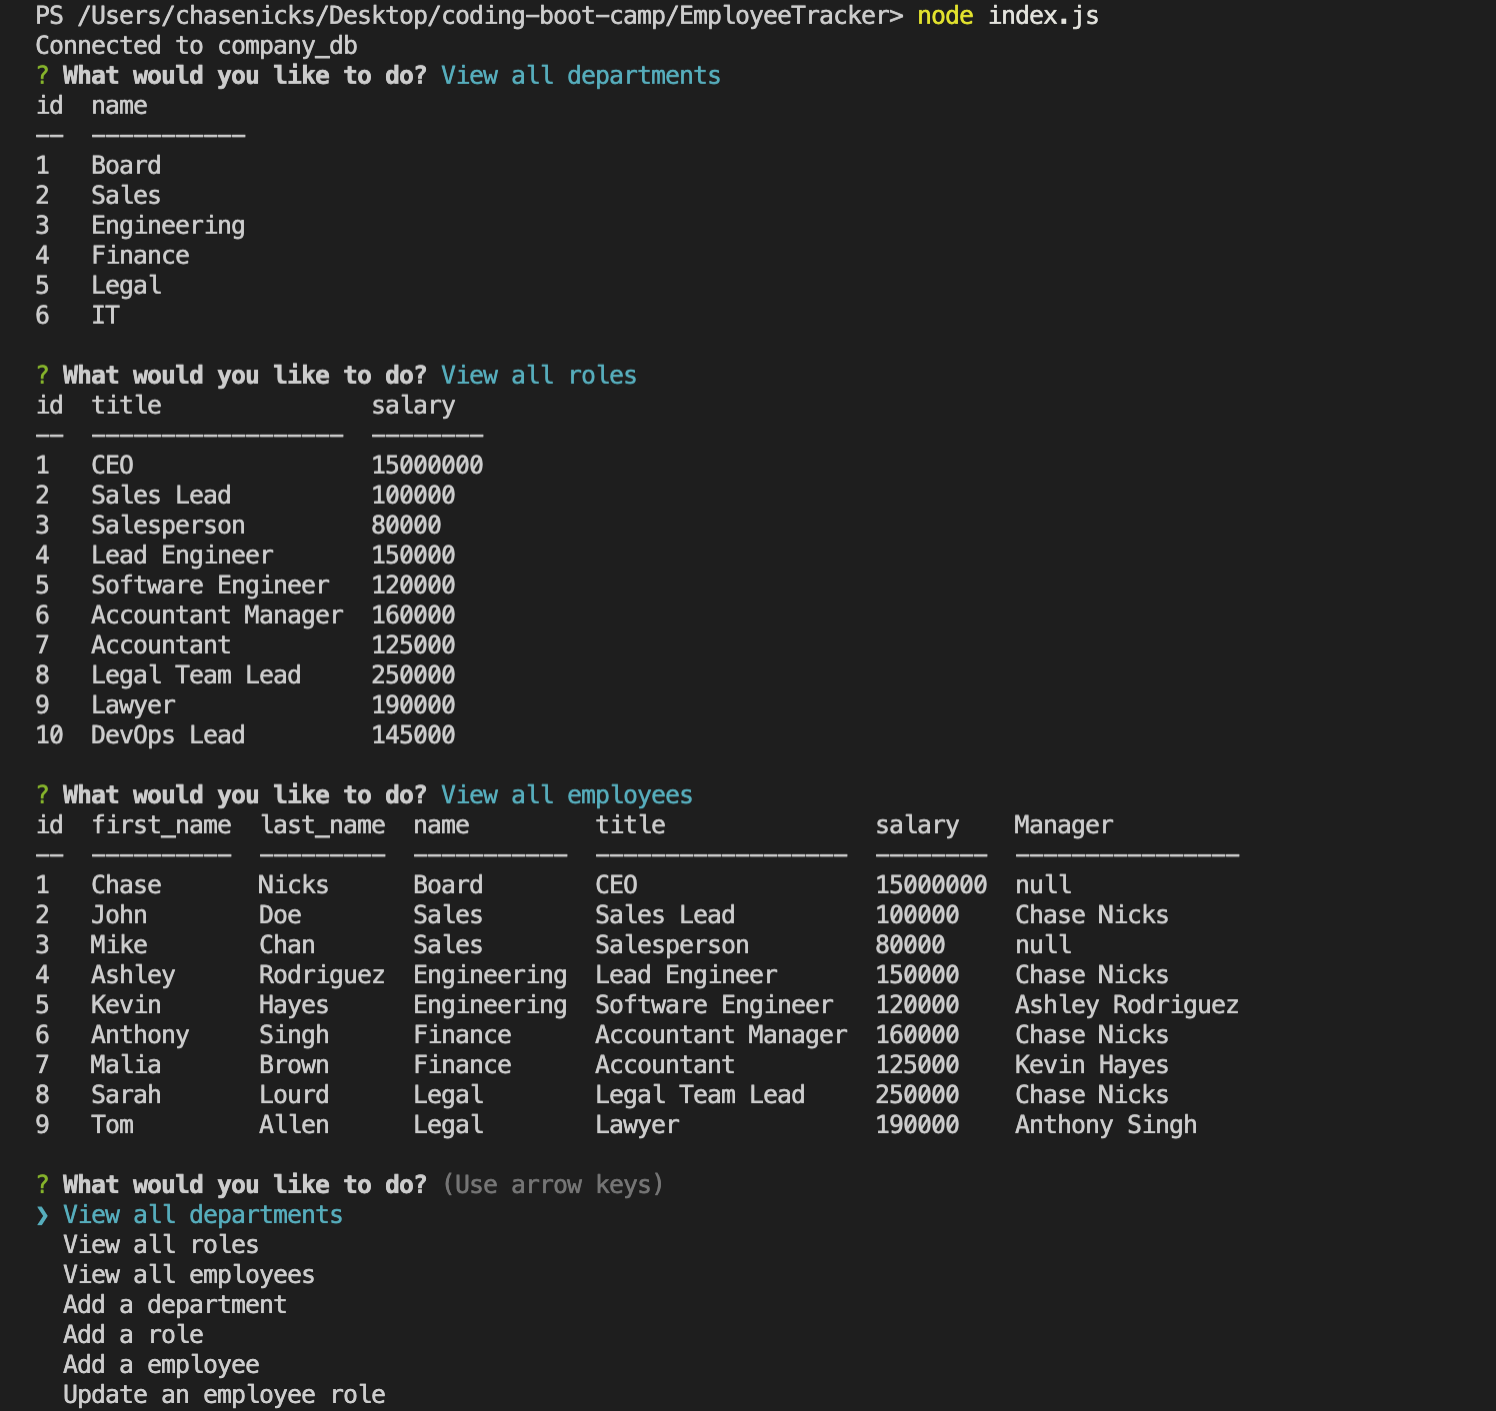 PS /Users/chasenicks/Desktop/coding-boot-camp/EmployeeTracker> node index.js
Connected to company_db
? What would you like to do? View all departments
id  name
——  ———————————
1   Board
2   Sales
3   Engineering
4   Finance
5   Legal
6   IT
? What would you like to do? View all roles
id  title               salary
——  ——————————————————  ————————
1   CEO                 15000000
2   Sales Lead          100000
3   Salesperson         80000
4   Lead Engineer       150000
5   Software Engineer   120000
6   Accountant Manager  160000
7   Accountant          125000
8   Legal Team Lead     250000
9   Lawyer              190000
10  DevOps Lead         145000
? What would you like to do? View all employees
id  first_name  last_name  name         title               salary    Manager
——  ——————————  —————————  ———————————  ——————————————————  ————————  ————————————————
1   Chase       Nicks      Board        CEO                 15000000  null
2   John        Doe        Sales        Sales Lead          100000    Chase Nicks
3   Mike        Chan       Sales        Salesperson         80000     null
4   Ashley      Rodriguez  Engineering  Lead Engineer       150000    Chase Nicks
5   Kevin       Hayes      Engineering  Software Engineer   120000    Ashley Rodriguez
6   Anthony     Singh      Finance      Accountant Manager  160000    Chase Nicks
7   Malia       Brown      Finance      Accountant          125000    Kevin Hayes
8   Sarah       Lourd      Legal        Legal Team Lead     250000    Chase Nicks
9   Tom         Allen      Legal        Lawyer              190000    Anthony Singh
? What would you like to do? (Use arrow keys)
❯ View all departments
  View all roles
  View all employees
  Add a department
  Add a role
  Add a employee
  Update an employee role